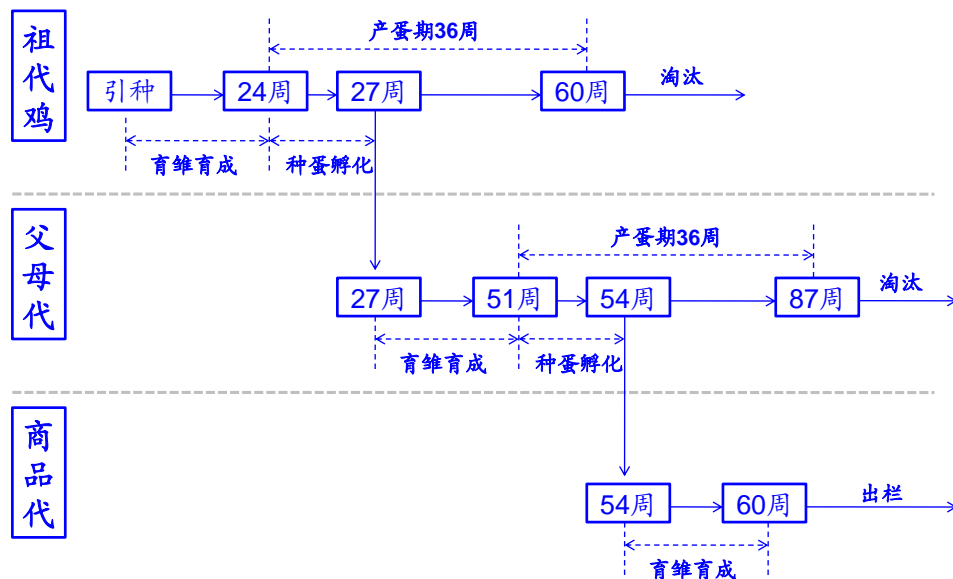 祖代鸡
产蛋期36周
引种
24周
27周
60周
淘汰
育雏育成
种蛋孵化
父母代
产蛋期36周
27周
51周
54周
87周
淘汰
育雏育成
种蛋孵化
商品代
54周
60周
出栏
育雏育成